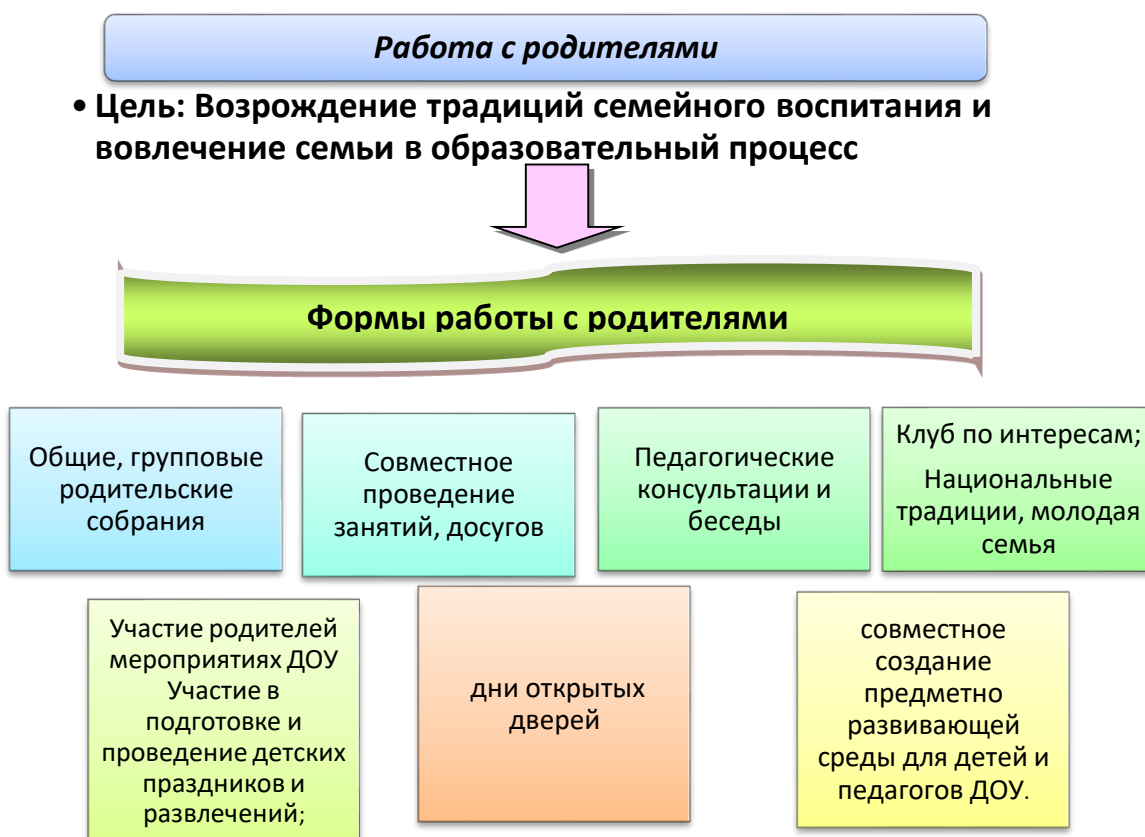 Работа с родителями
• Цель: Возрождение традиций семейного воспитания и
вовлечение семьи в образовательный процесс
Формы работы с родителями
Общие, групповые
родительские
собрания
Совместное
проведение
занятий, досугов
Педагогические
консультации и
беседы
Клуб по интересам;
Национальные
традиции, молодая
семья
Участие родителей
мероприятиях ДОУ
Участие в
подготовке и
проведение детских
праздников и
развлечений;
дни открытых
дверей
совместное
создание
предметно
развивающей
среды для детей и
педагогов ДОУ.